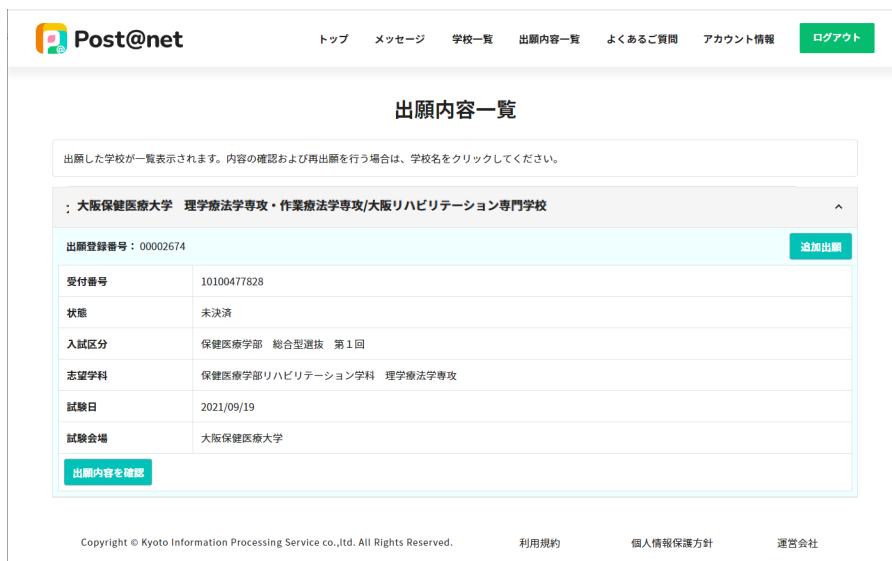 Post@net
トップ メッセージ 学校一覧 出願内容一覧 よくあるご質問 アカウント情報 ログアウト
出願内容一覧
出願した学校が一覧表示されます。内容の確認および再出願を行う場合は、学校名をクリックしてください。
大阪保健医療大学 理学療法学専攻・作業療法学専攻/大阪リハビリテーション専門学校
出願登録番号： 00002674 追加出願
受付番号 10100477828
状態 未決済
入試区分 保健医療学部 総合型選抜 第１回
志望学科 保健医療学部リハビリテーション学科 理学療法学専攻
試験日 2021/09/19
試験会場 大阪保健医療大学
出願内容を確認
Copyright © Kyoto Information Processing Service co.,ltd. All Rights Reserved. 利用規約 個人情報保護方針 運営会社